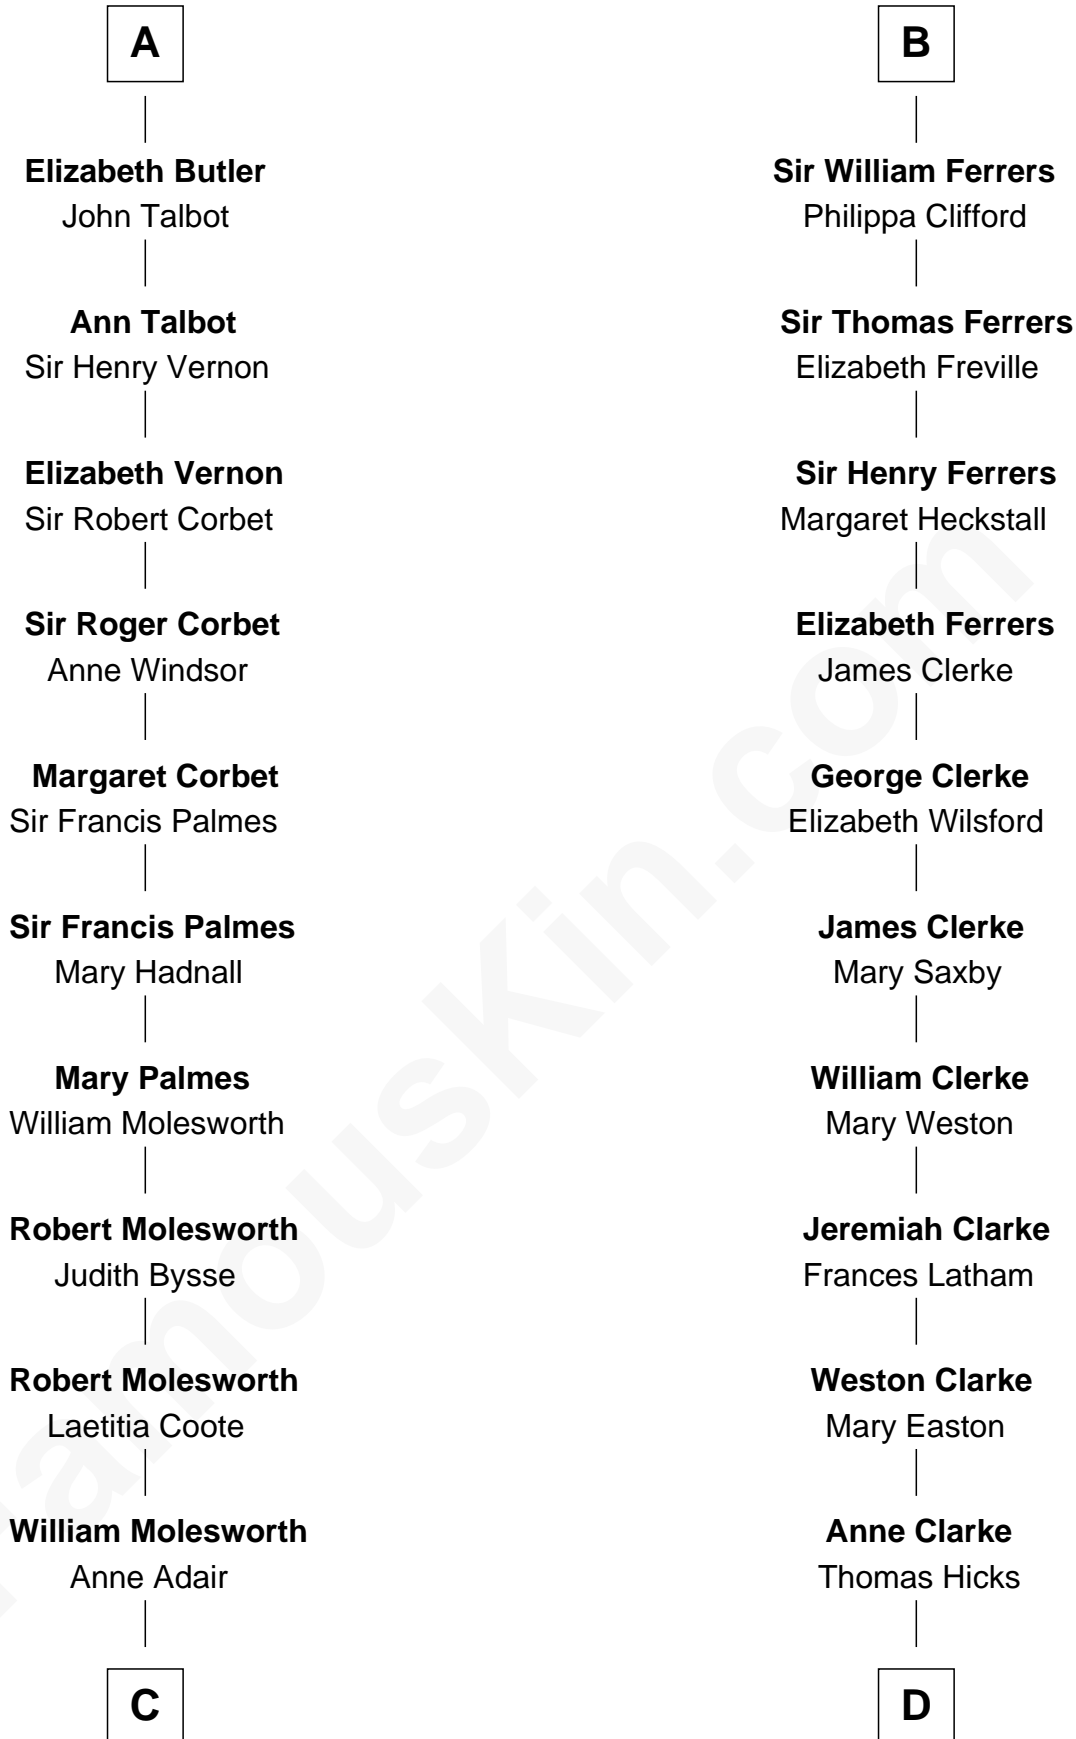 A
Elizabeth Butler
John Talbot
Ann Talbot
Sir Henry Vernon
Elizabeth Vernon
Sir Robert Corbet
Sir Roger Corbet
Anne Windsor
Margaret Corbet
Sir Francis Palmes
Sir Francis Palmes
Mary Hadnall
Mary Palmes
William Molesworth
Robert Molesworth
Judith Bysse
Robert Molesworth
Laetitia Coote
William Molesworth
Anne Adair
C
B
Sir William Ferrers
Philippa Clifford
Sir Thomas Ferrers
Elizabeth Freville
Sir Henry Ferrers
Margaret Heckstall
Elizabeth Ferrers
James Clerke
George Clerke
Elizabeth Wilsford
James Clerke
Mary Saxby
William Clerke
Mary Weston
Jeremiah Clarke
Frances Latham
Weston Clarke
Mary Easton
Anne Clarke
Thomas Hicks
D
FamousKin.com